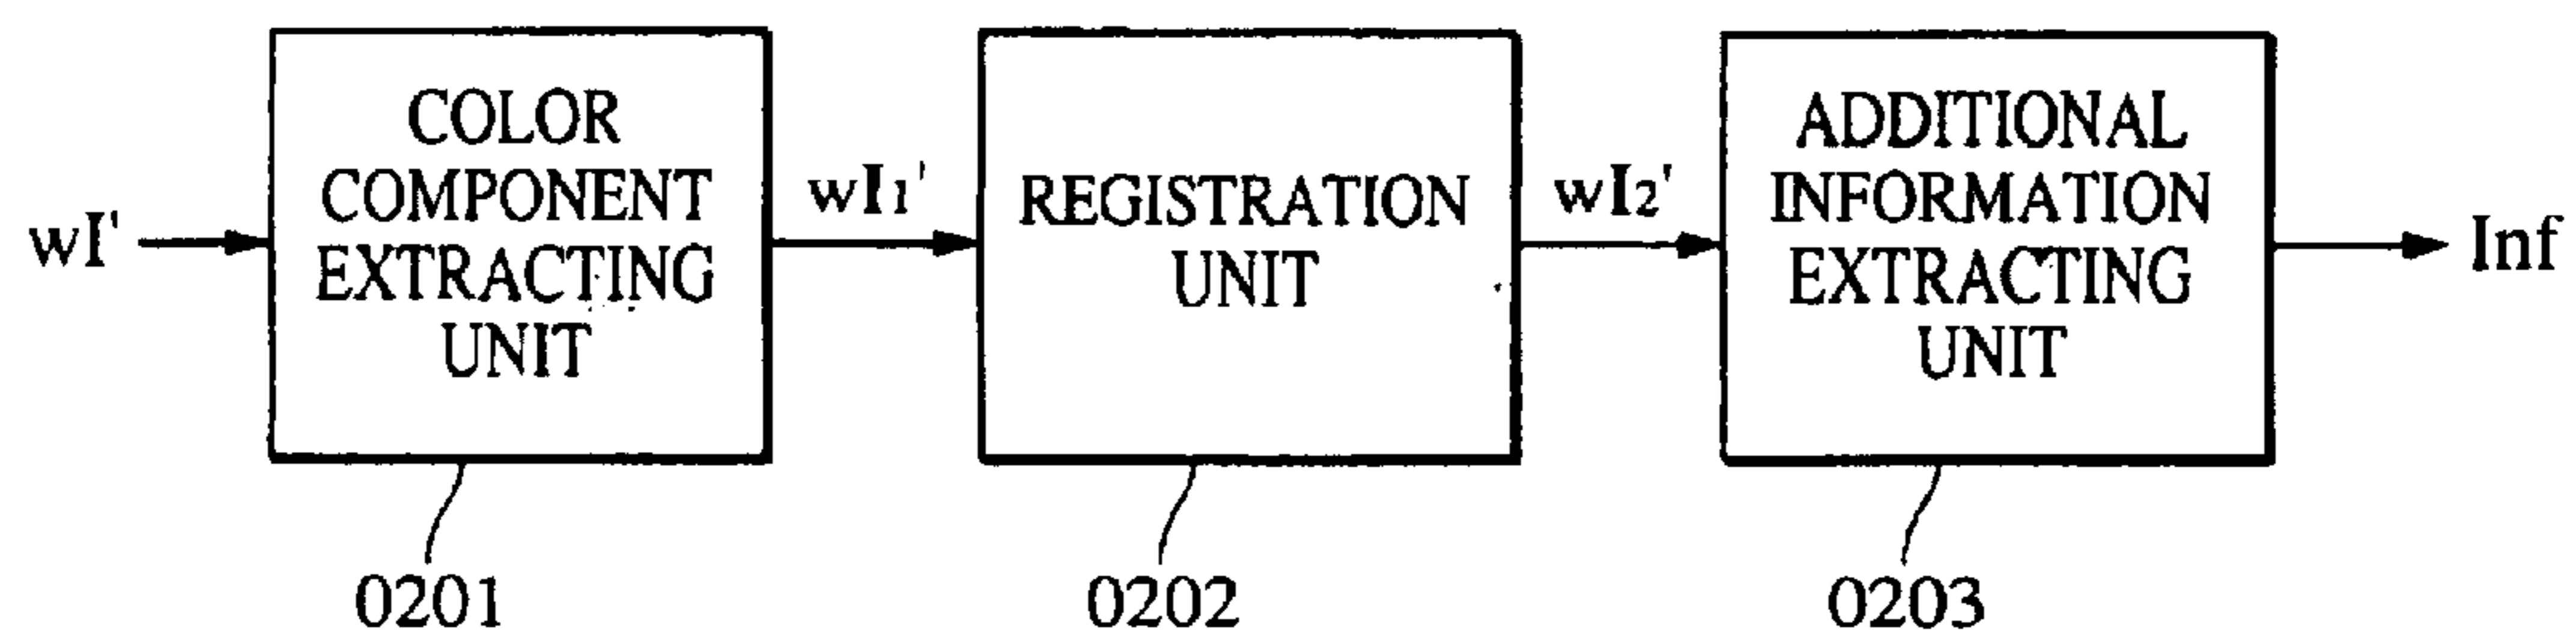 wI'
COLOR
COMPONENT
EXTRACTING
UNIT
wI1'
REGISTRATION
UNIT
wI2'
ADDITIONAL
INFORMATION
EXTRACTING
UNIT
Inf
0201
0202
0203